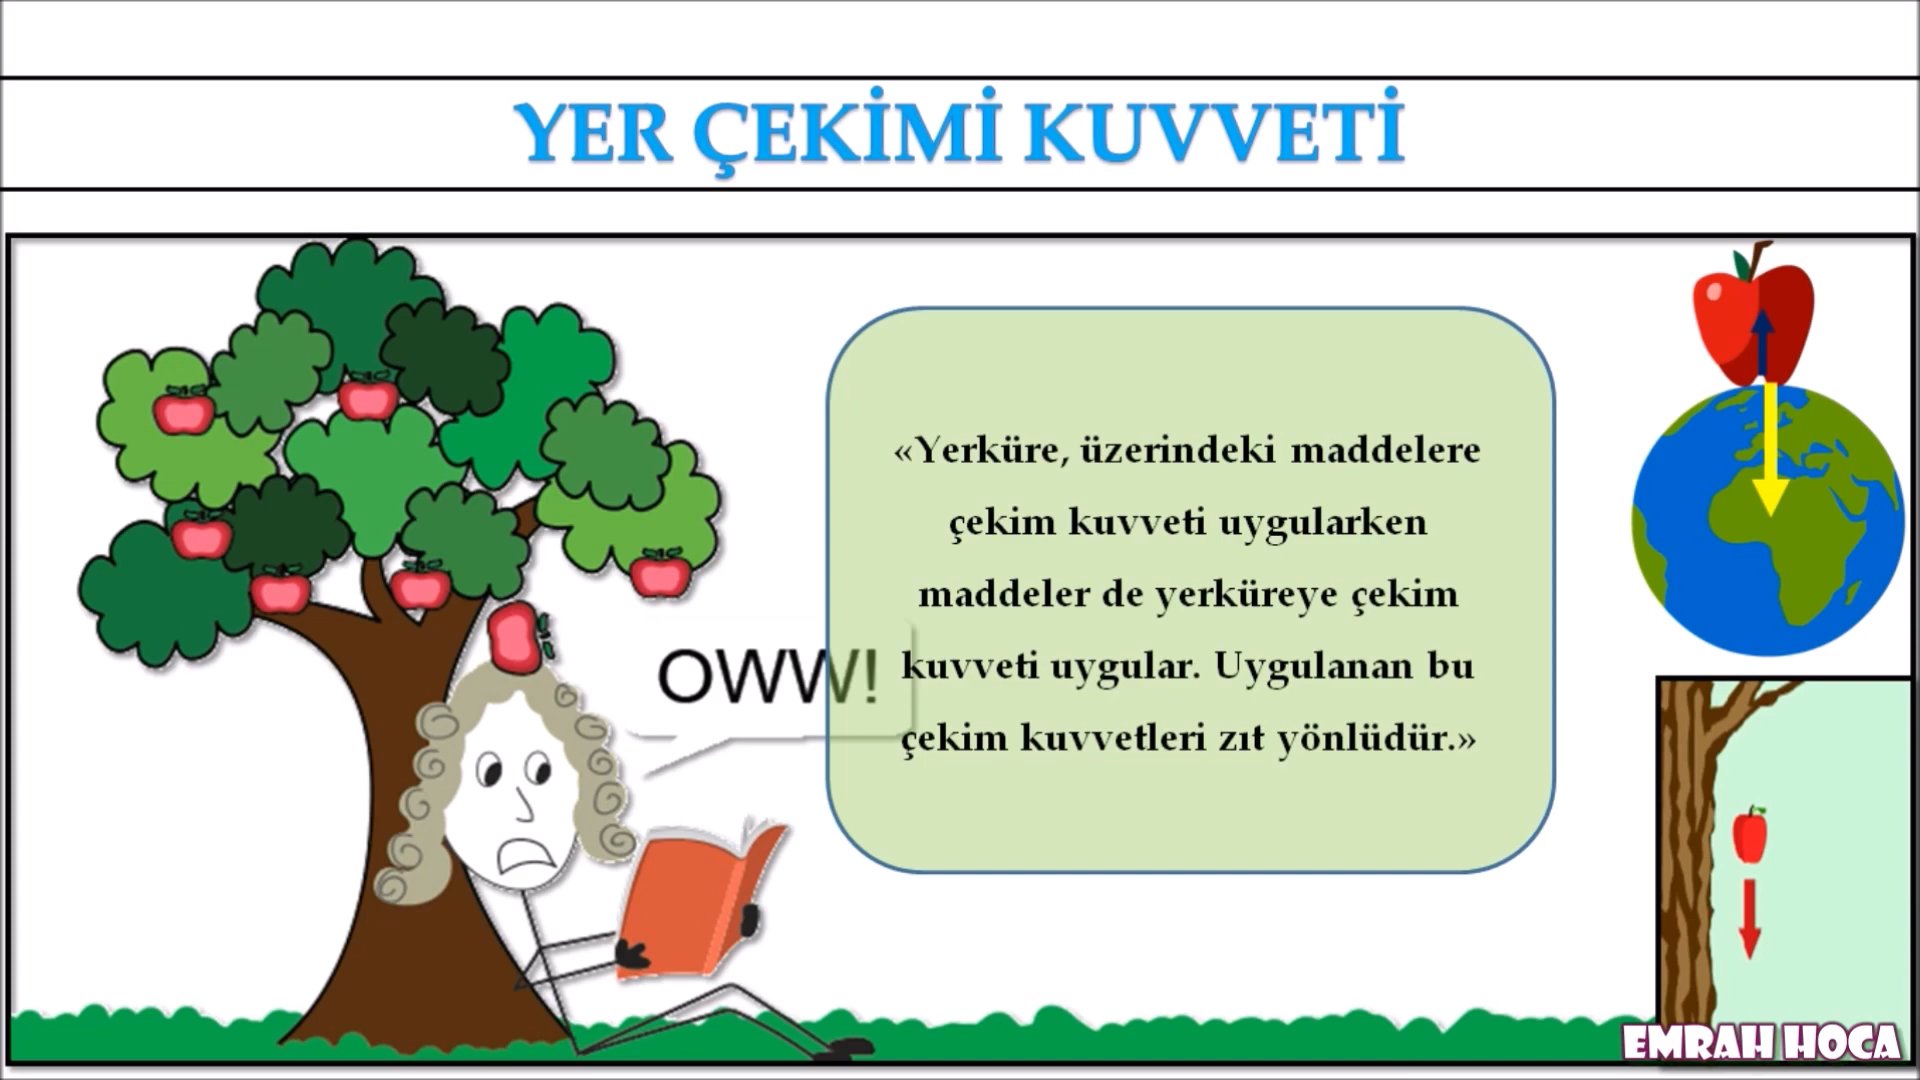 YER ÇEKİMİ KUVVETİ
OWW!
«Yerküre, üzerindeki maddelere
çekim kuvveti uygularken
maddeler de yerküreye çekim
kuvveti uygular. Uygulanan bu
çekim kuvvetleri zıt yönlüdür.»
EMRAH HOCA